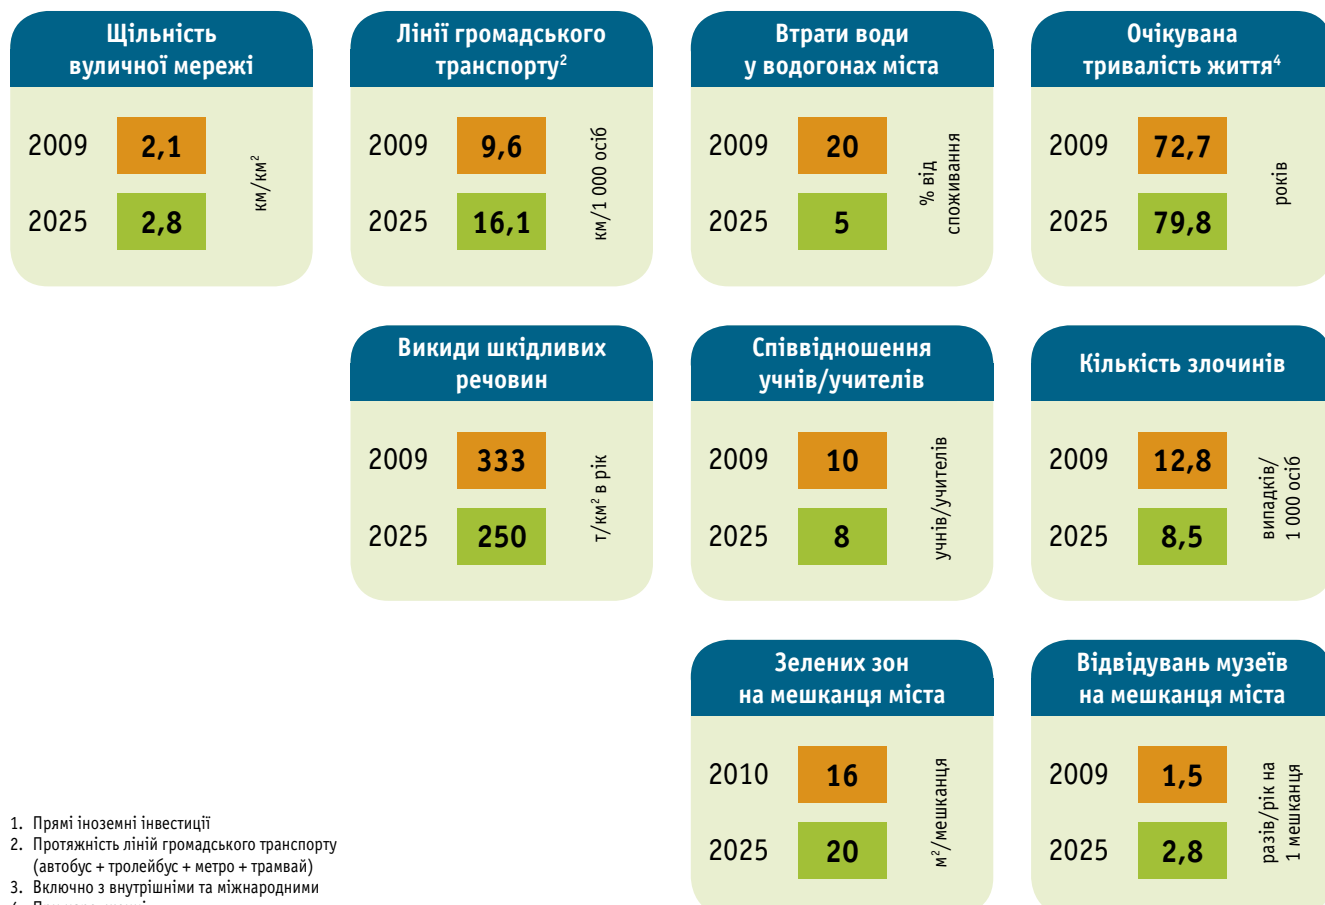 Щільність
вуличної мережі
2009 2,1
2025 2,8
км/км²
Лінії громадського
транспорту²
2009 9,6
2025 16,1
км/1 000 осіб
Втрати води
у водогонах міста
2009 20
2025 5
% від
споживання
Очікувана
тривалість життя⁴
2009 72,7
2025 79,8
років
Викиди шкідливих
речовин
2009 333
2025 250
т/км² в рік
Співвідношення
учнів/учителів
2009 10
2025 8
учнів/учителів
Кількість злочинів
2009 12,8
2025 8,5
випадків/
1 000 осіб
Зелених зон
на мешканця міста
2010 16
2025 20
м²/мешканця
Відвідувань музеїв
на мешканця міста
2009 1,5
2025 2,8
разів/рік на
1 мешканця
1. Прямі іноземні інвестиції
2. Протяжність ліній громадського транспорту
(автобус + тролейбус + метро + трамвай)
3. Включно з внутрішніми та міжнародними